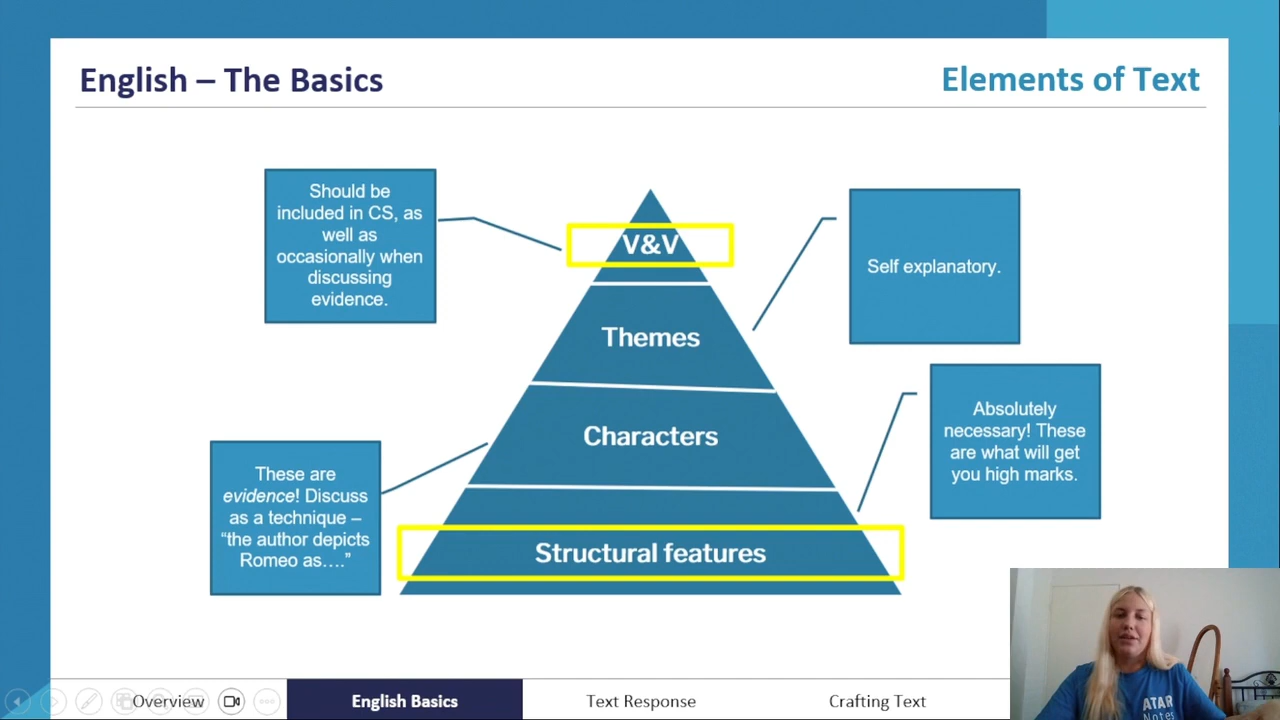 English – The Basics
Elements of Text
Should be
included in CS, as
well as
occasionally when
discussing
evidence.
V&V
Self explanatory.
Themes
Absolutely
necessary! These
are what will get
you high marks.
Characters
These are
evidence! Discuss
as a technique –
“the author depicts
Romeo as….”
Structural features
Overview
English Basics
Text Response
Crafting Text
ATAR
Notes